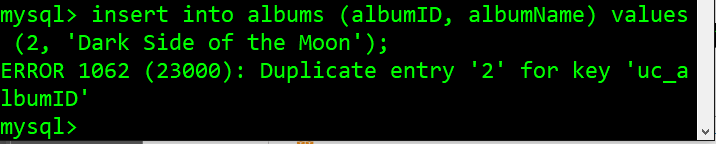 mysql> insert into albums (albumID, albumName) values
(2, 'Dark Side of the Moon');
ERROR 1062 (23000): Duplicate entry '2' for key 'uc_a
lbumID'
mysql>